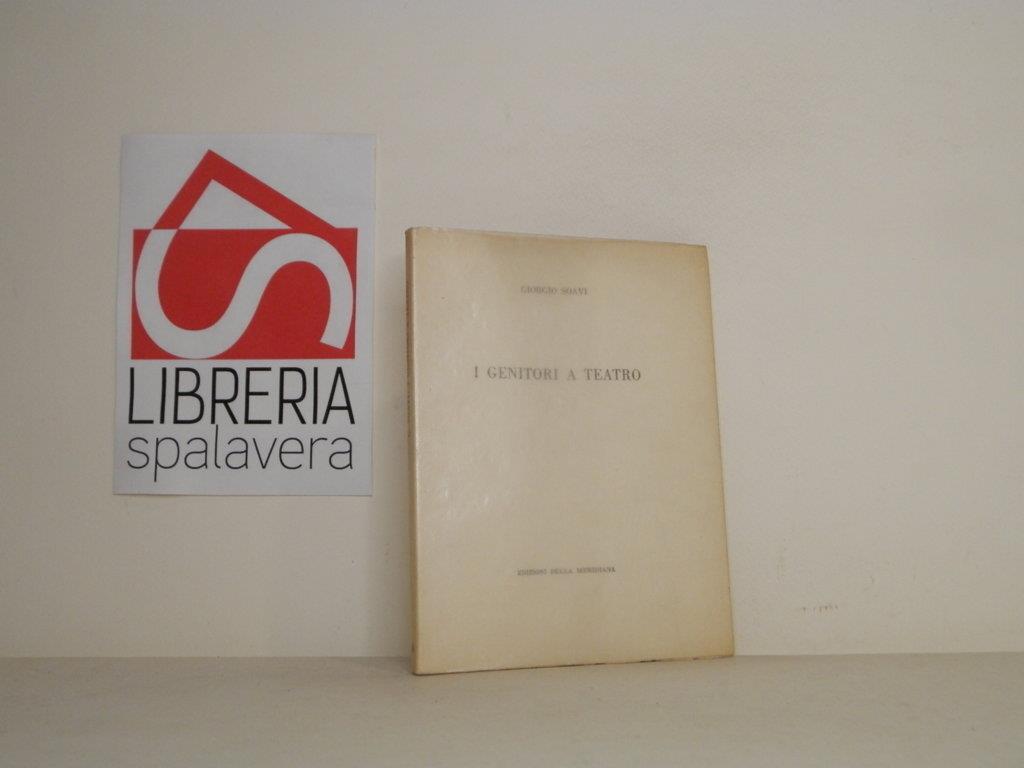 LIBRERIA
spalavera
GIORGIO SOAVI
I GENITORI A TEATRO
EDIZIONI DELLA MERIDIANA